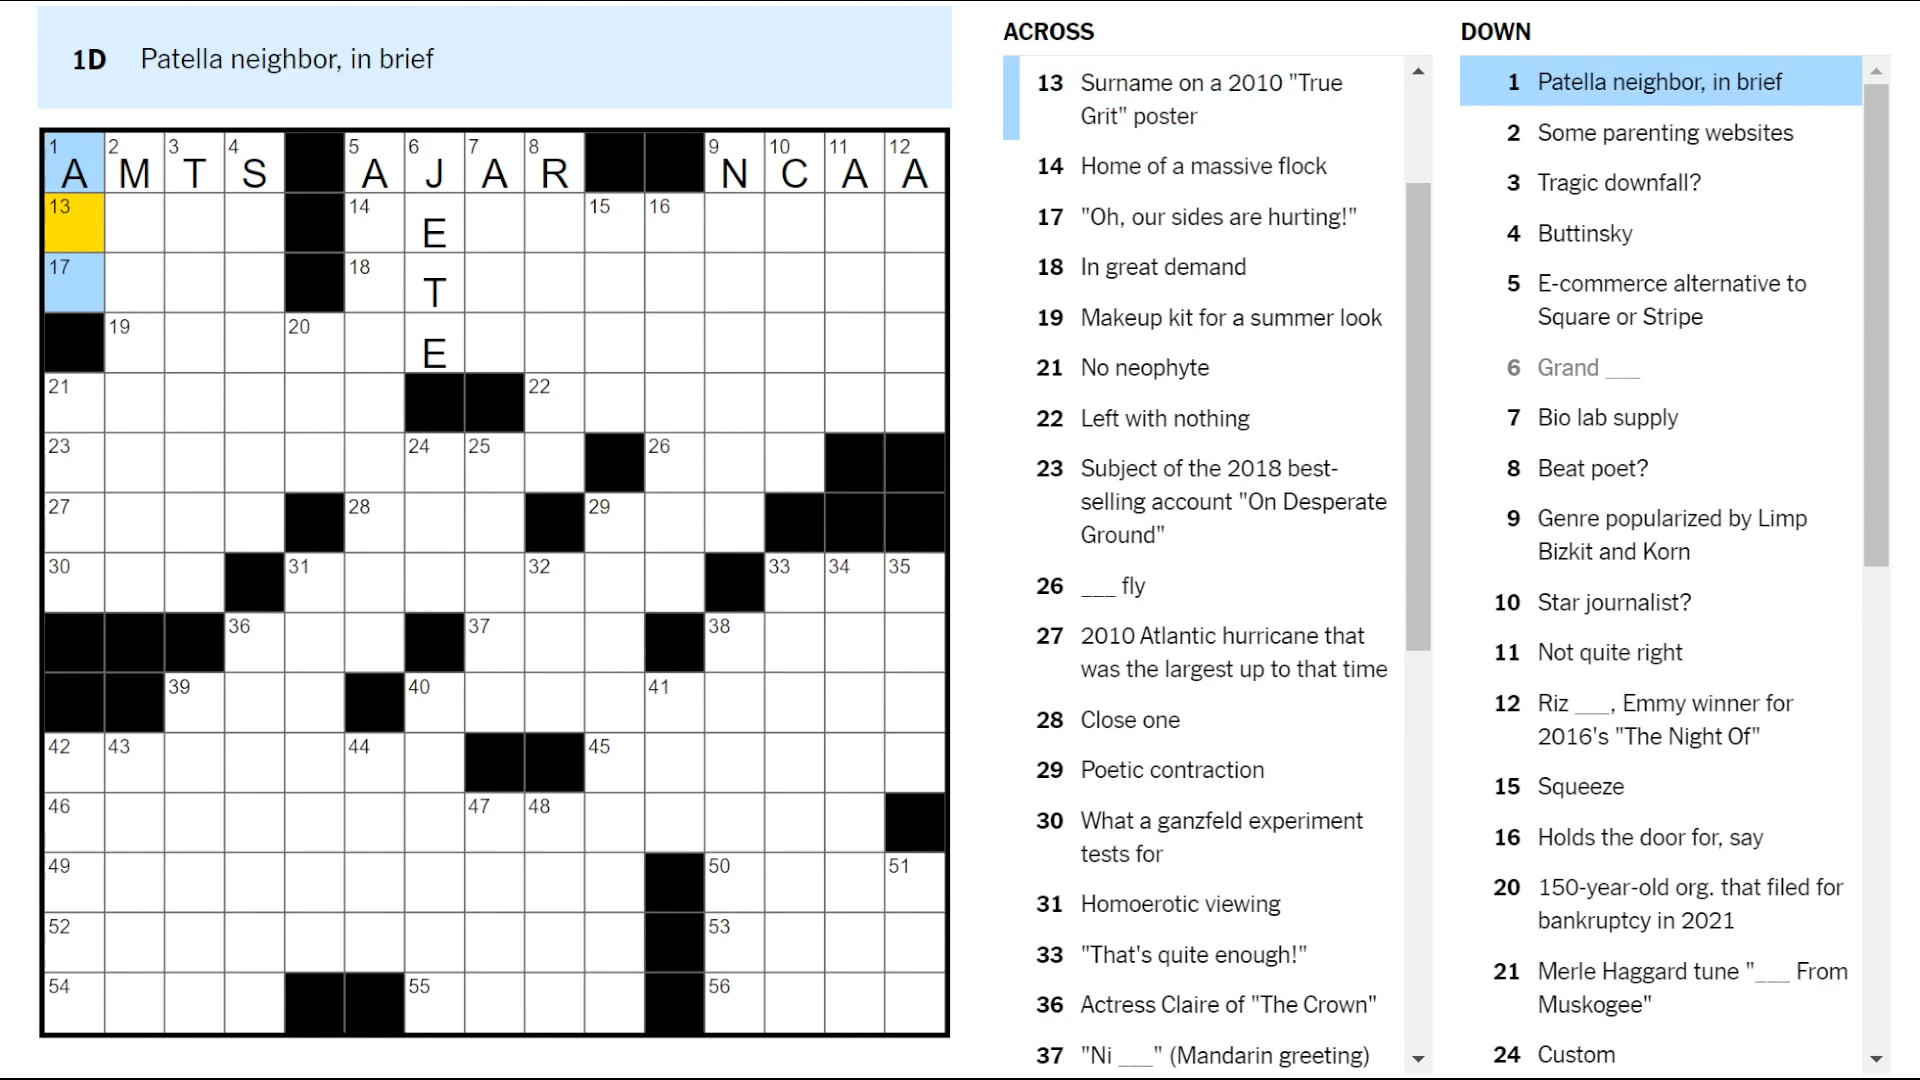 1D Patella neighbor, in brief
1 2 3 4 5 6 7 8 9 10 11 12
A M T S A J A R N C A A
13 14 15 16
E
17 18
T
19 20
E
21 22
23 24 25 26
27 28 29
30 31 32 33 34 35
36 37 38
39 40 41
42 43 44 45
46 47 48
49 50 51
52 53
54 55 56
ACROSS
13 Surname on a 2010 "True
Grit" poster
14 Home of a massive flock
17 "Oh, our sides are hurting!"
18 In great demand
19 Makeup kit for a summer look
21 No neophyte
22 Left with nothing
23 Subject of the 2018 best-
selling account "On Desperate
Ground"
26 ___ fly
27 2010 Atlantic hurricane that
was the largest up to that time
28 Close one
29 Poetic contraction
30 What a ganzfeld experiment
tests for
31 Homoerotic viewing
33 "That's quite enough!"
36 Actress Claire of "The Crown"
37 "Ni ___" (Mandarin greeting)
DOWN
1 Patella neighbor, in brief
2 Some parenting websites
3 Tragic downfall?
4 Buttinsky
5 E-commerce alternative to
Square or Stripe
6 Grand ___
7 Bio lab supply
8 Beat poet?
9 Genre popularized by Limp
Bizkit and Korn
10 Star journalist?
11 Not quite right
12 Riz ___, Emmy winner for
2016's "The Night Of"
15 Squeeze
16 Holds the door for, say
20 150-year-old org. that filed for
bankruptcy in 2021
21 Merle Haggard tune "___ From
Muskogee"
24 Custom